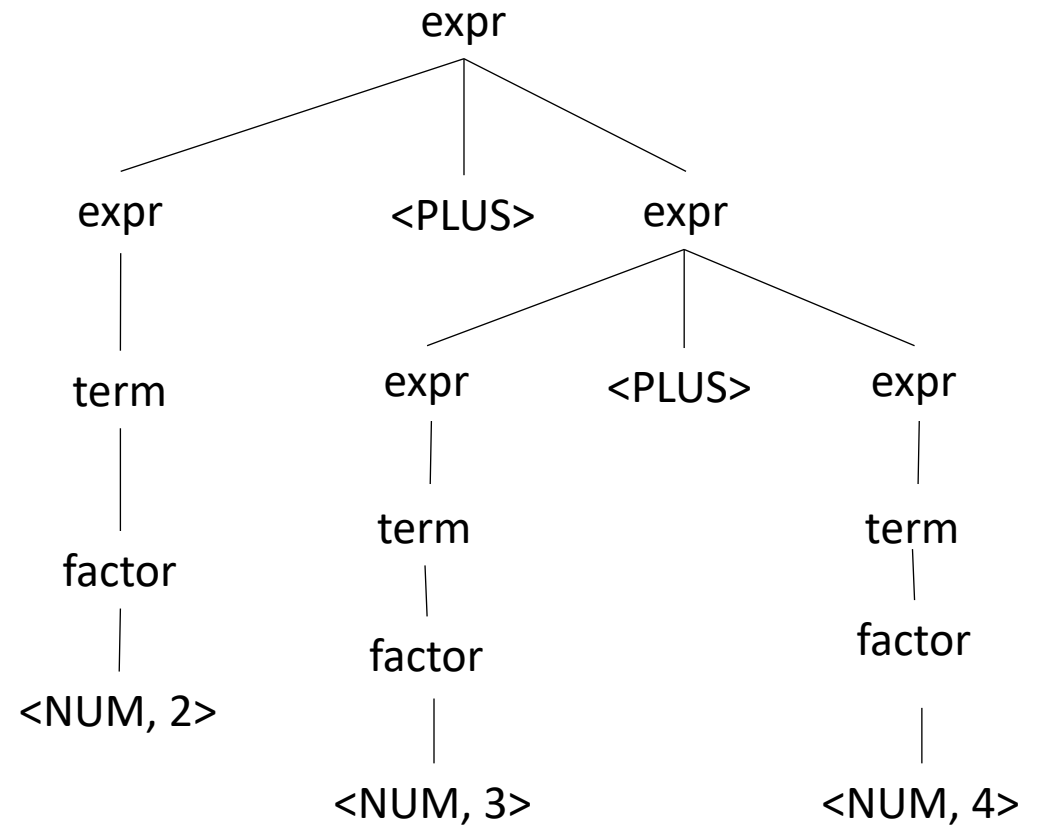 expr
expr <PLUS> expr
term expr <PLUS> expr
factor term term
<NUM, 2> factor factor
<NUM, 3> <NUM, 4>